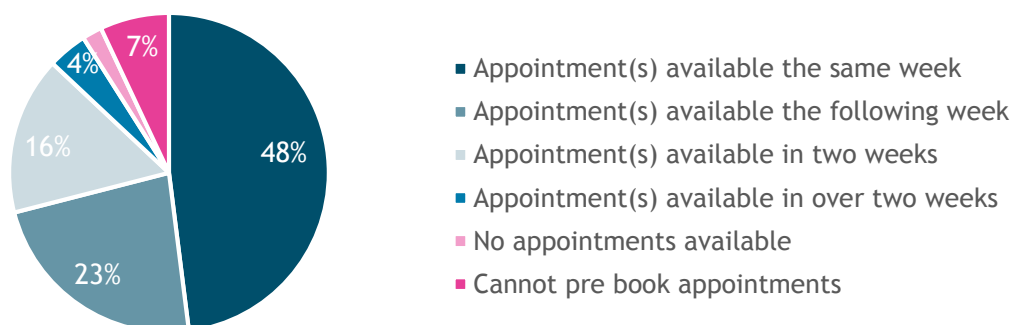 7%
4%
16%
48%
23%
Appointment(s) available the same week
Appointment(s) available the following week
Appointment(s) available in two weeks
Appointment(s) available in over two weeks
No appointments available
Cannot pre book appointments